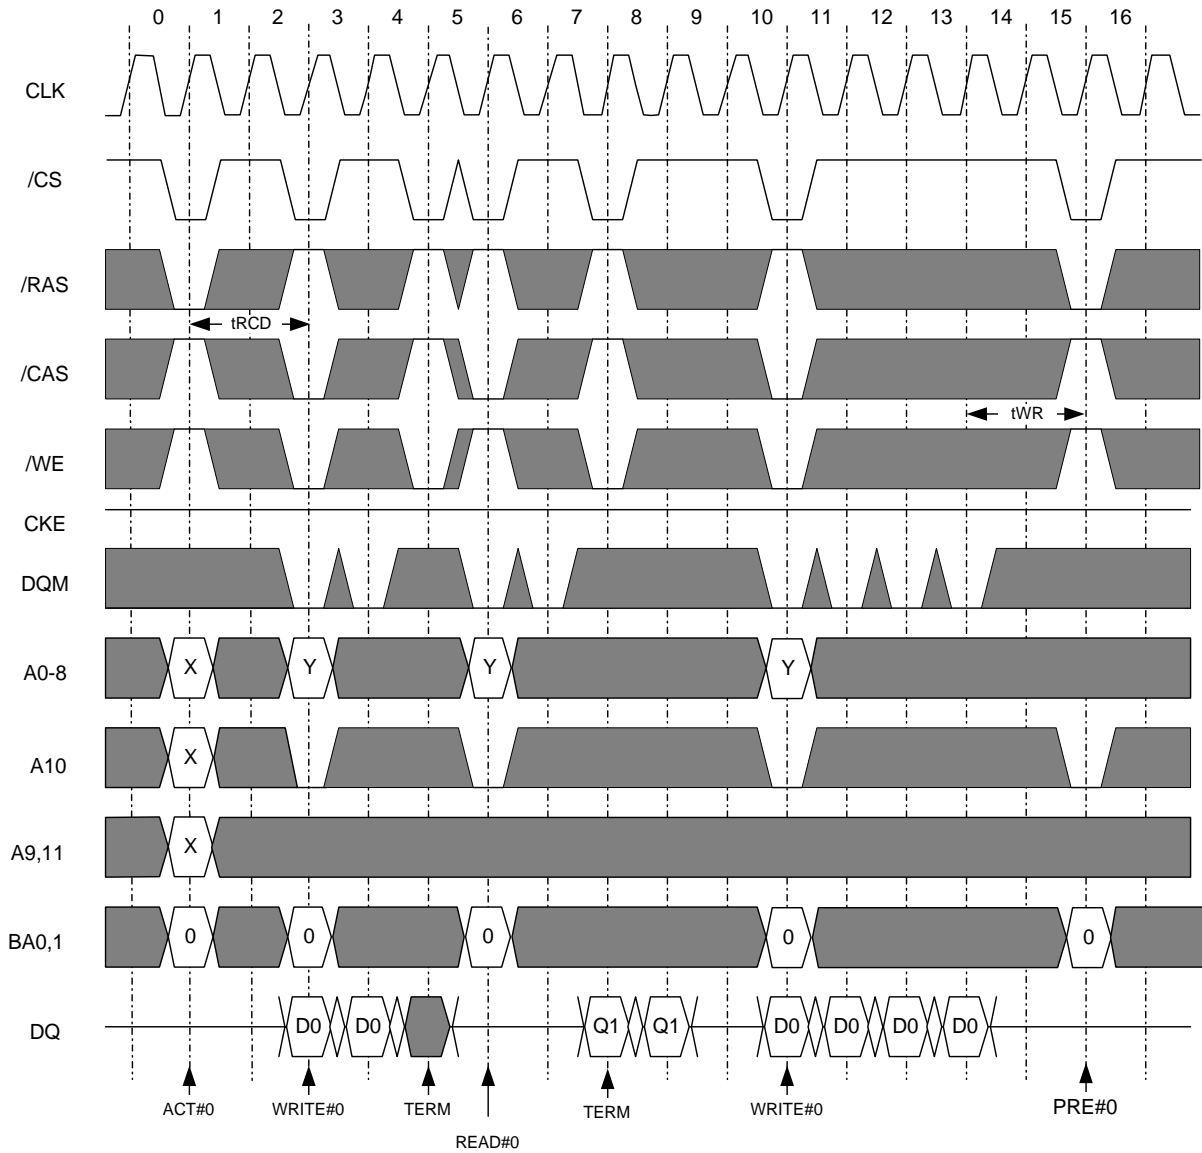 0 1 2 3 4 5 6 7 8 9 10 11 12 13 14 15 16
CLK
/CS
/RAS
tRCD
/CAS
tWR
/WE
CKE
DQM
A0-8 X Y Y Y
A10 X
A9,11 X
BA0,1 0 0 0 0 0
DQ D0 D0 Q1 Q1 D0 D0 D0 D0
ACT#0 WRITE#0 TERM TERM WRITE#0 PRE#0
READ#0